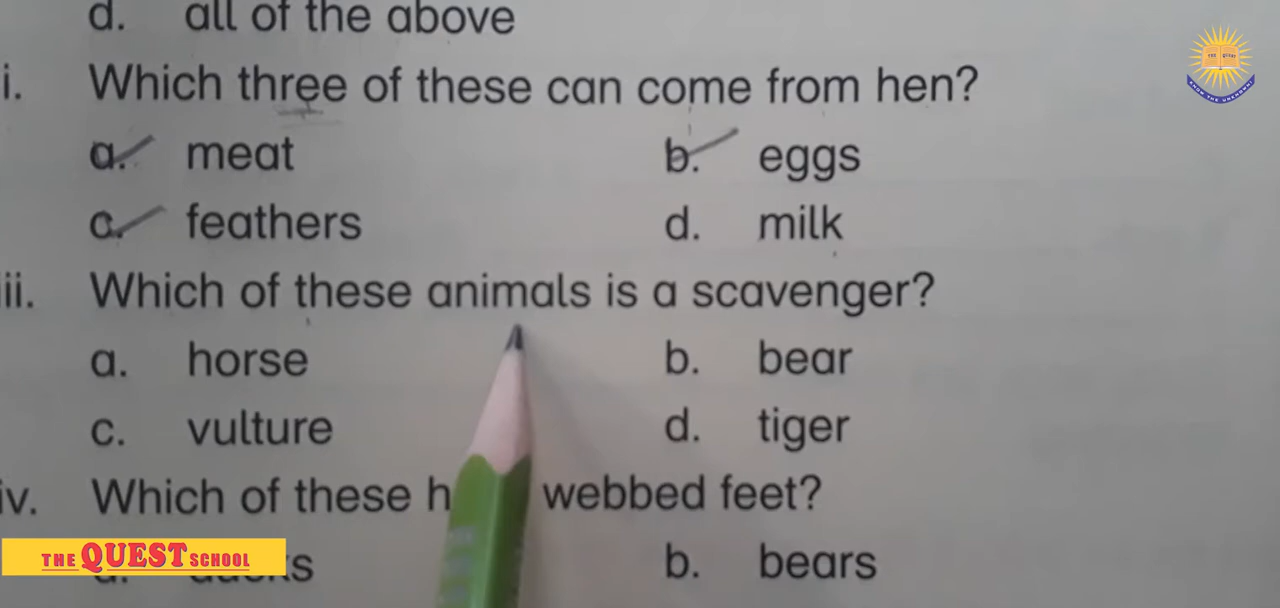 d. all of the above
i. Which three of these can come from hen?
a. meat b. eggs
c. feathers d. milk
ii. Which of these animals is a scavenger?
a. horse b. bear
c. vulture d. tiger
iv. Which of these webbed feet?
THE QUEST SCHOOL
b. bears